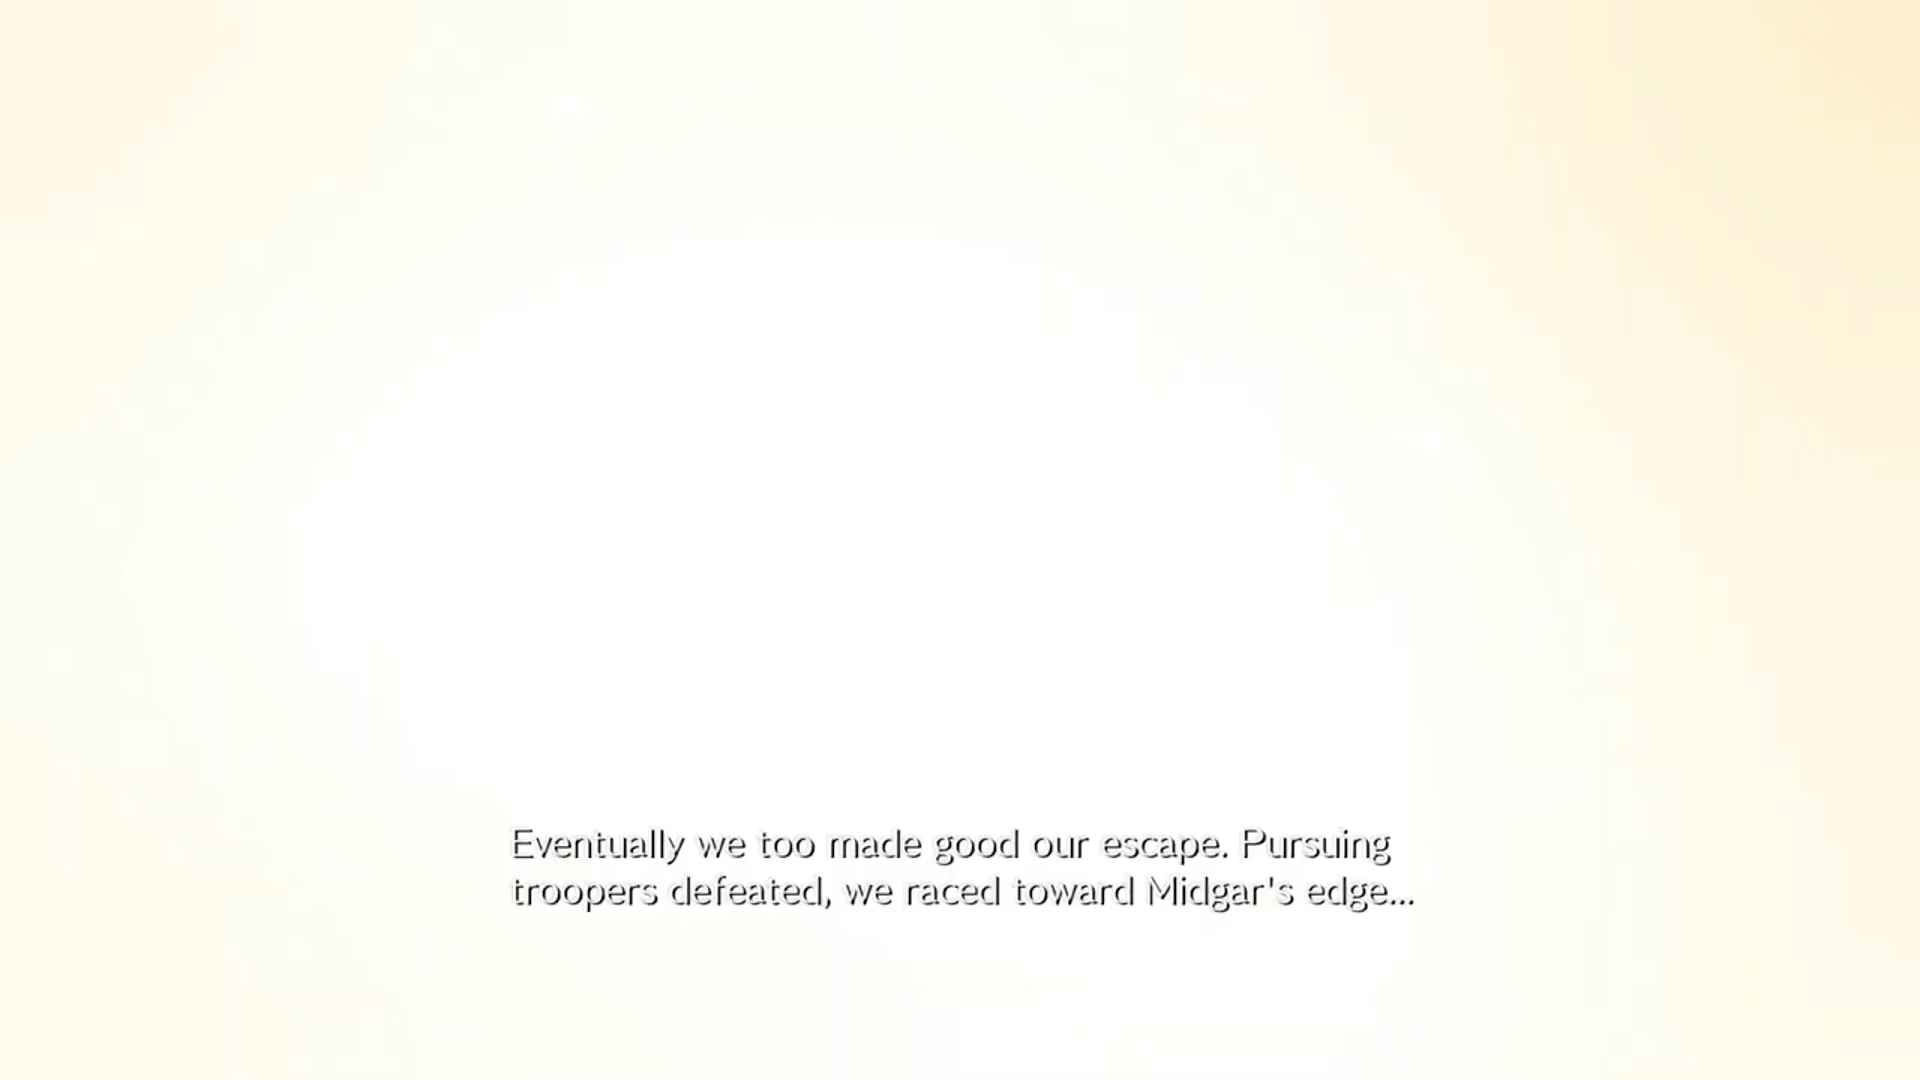 Eventually we too made good our escape. Pursuing
troopers defeated, we raced toward Midgar's edge...